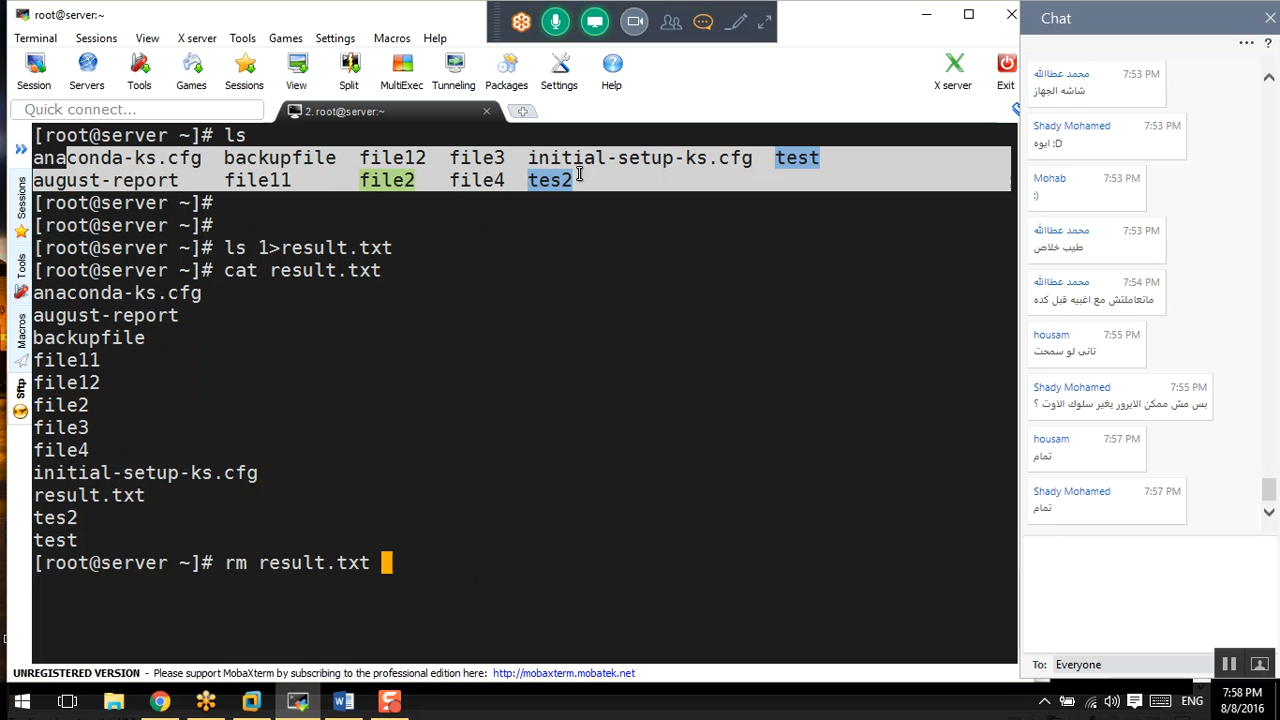 root@server:~
Terminal Sessions View X server Tools Games Settings Macros Help
Session Servers Tools Games Sessions View Split MultiExec Tunneling Packages Settings Help X server Exit
Quick connect...
2. root@server:~
Sessions
Tools
Macros
Sftp
[root@server ~]# ls
anaconda-ks.cfg backupfile file12 file3 initial-setup-ks.cfg test
august-report file11 file2 file4 tes2
[root@server ~]#
[root@server ~]#
[root@server ~]# ls 1>result.txt
[root@server ~]# cat result.txt
anaconda-ks.cfg
august-report
backupfile
file11
file12
file2
file3
file4
initial-setup-ks.cfg
result.txt
tes2
test
[root@server ~]# rm result.txt
UNREGISTERED VERSION - Please support MobaXterm by subscribing to the professional edition here: http://mobaxterm.mobatek.net
Chat
... ?
محمد عطاالله 7:53 PM
شاشه الجهاز
Shady Mohamed 7:53 PM
ايوه :D
Mohab 7:53 PM
:)
محمد عطاالله 7:53 PM
طيب خلاص
محمد عطاالله 7:54 PM
ماتعاملتش مع اغبيه قبل كده
housam 7:55 PM
تانى لو سمحت
Shady Mohamed 7:55 PM
بس مش ممكن الايرور يغير سلوك الاوت ؟
housam 7:57 PM
تمام
Shady Mohamed 7:57 PM
تمام
To: Everyone
ENG
7:58 PM
8/8/2016